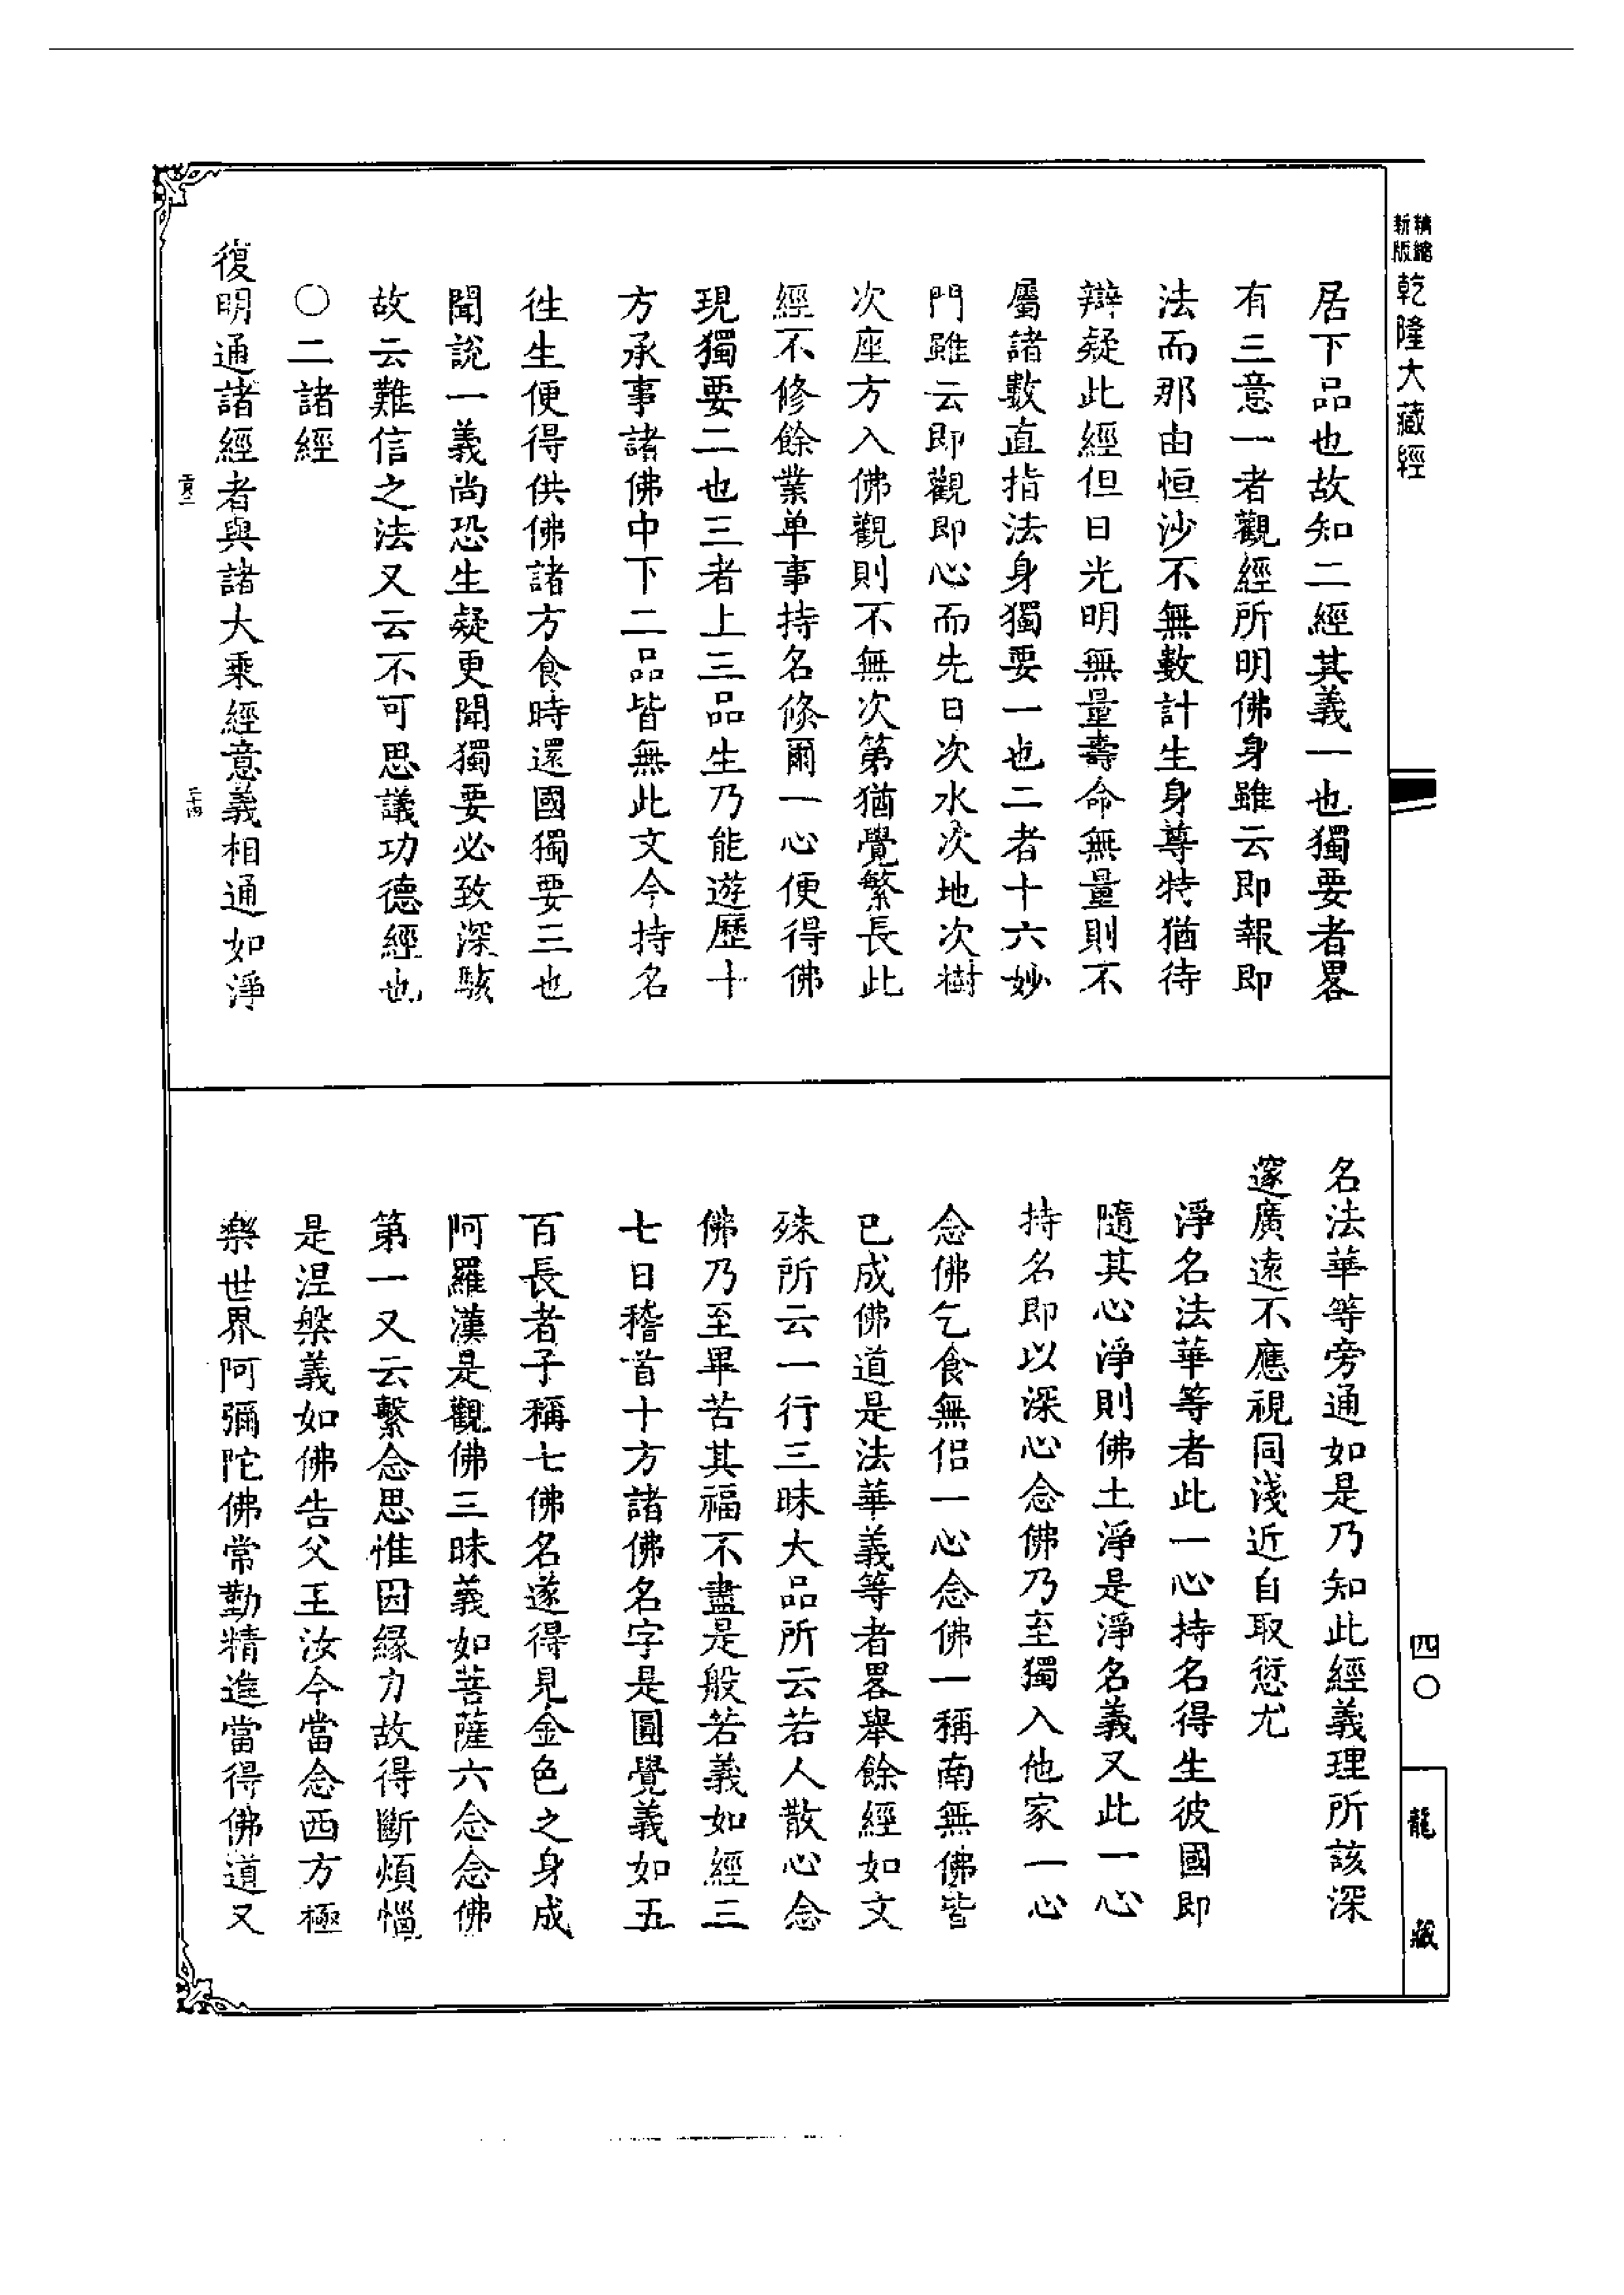 精縮
新版
乾隆大藏經
居下品也故知二經其義一也獨要者畧
有三意一者觀經所明佛身雖云即報即
法而那由恒沙不無數計生身尊特猶待
辯疑此經但日光明無量壽命無量則不
屬諸數直指法身獨要一也二者十六妙
門雖云即觀即心而先日次水次地次樹
次座方入佛觀則不無次第猶覺繁長此
經不修餘業单事持名修爾一心便得佛
現獨要二也三者上三品生乃能遊歷十
方承事諸佛中下二品皆無此文今持名
徃生便得供佛諸方食時還國獨要三也
聞說一義尚恐生疑更聞獨要必致深駭
故云難信之法又云不可思議功德經也
○二諸經
復明通諸經者與諸大乘經意義相通如淨
貢二
二十四
名法華等旁通如是乃知此經義理所該深
邃廣遠不應視同淺近自取愆尤
淨名法華等者此一心持名得生彼國即
隨其心淨則佛土淨是淨名義又此一心
持名即以深心念佛乃至獨入他家一心
念佛乞食無侶一心念佛一稱南無佛皆
已成佛道是法華義等者畧舉餘經如文
殊所云一行三昧大品所云若人散心念
佛乃至畢苦其福不盡是般若義如經三
七日稽首十方諸佛名字是圓覺義如五
百長者子稱七佛名遂得見金色之身成
阿羅漢是觀佛三昧義如菩薩六念念佛
第一又云繫念思惟因緣力故得斷煩惱
是涅槃義如佛告父王汝今當念西方極
樂世界阿彌陀佛常勤精進當得佛道又
四○
龍藏